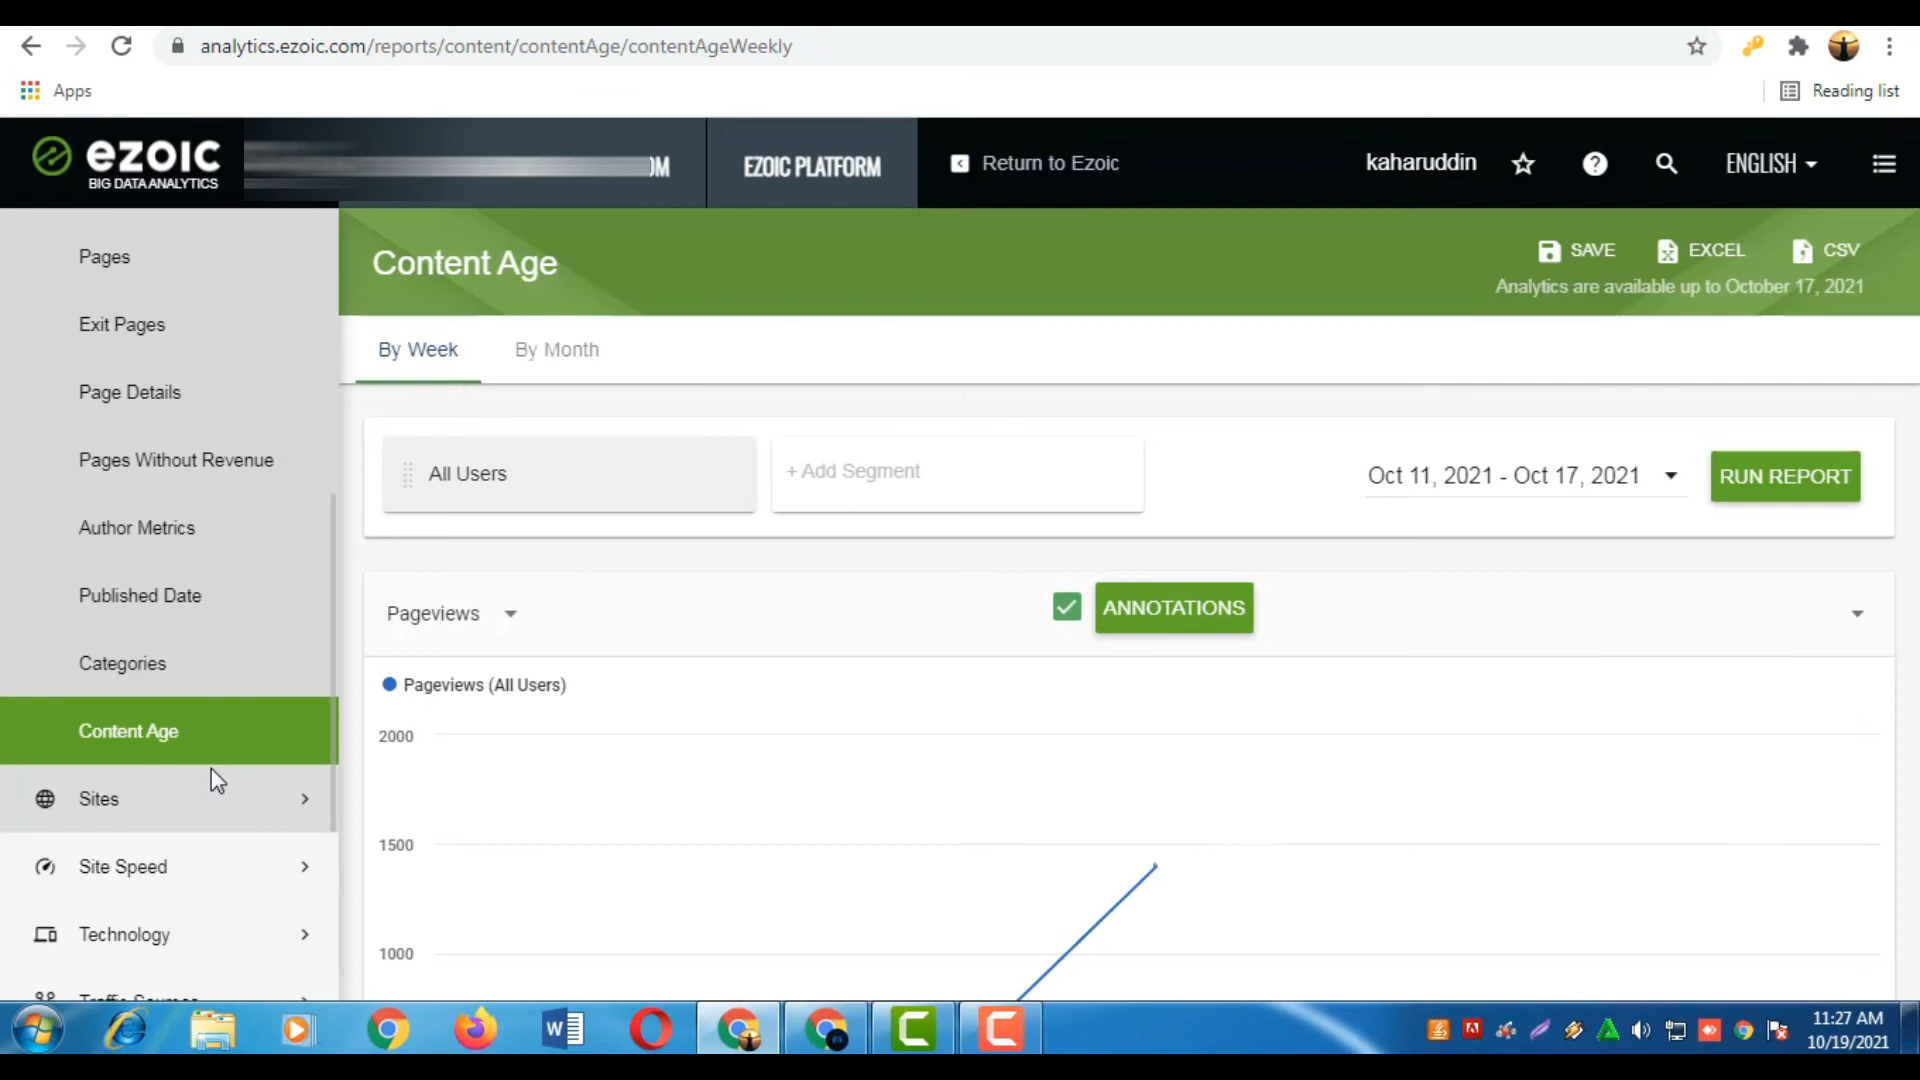 analytics.ezoic.com/reports/content/contentAge/contentAgeWeekly
Apps
Reading list
ezoic
BIG DATA ANALYTICS
EZOIC PLATFORM
Return to Ezoic
kaharuddin
ENGLISH
Pages
Exit Pages
Page Details
Pages Without Revenue
Author Metrics
Published Date
Categories
Content Age
Sites
Site Speed
Technology
Traffic Sources
Content Age
SAVE
EXCEL
CSV
Analytics are available up to October 17, 2021
By Week
By Month
All Users
+ Add Segment
Oct 11, 2021 - Oct 17, 2021
RUN REPORT
Pageviews
ANNOTATIONS
Pageviews (All Users)
2000
1500
1000
11:27 AM
10/19/2021